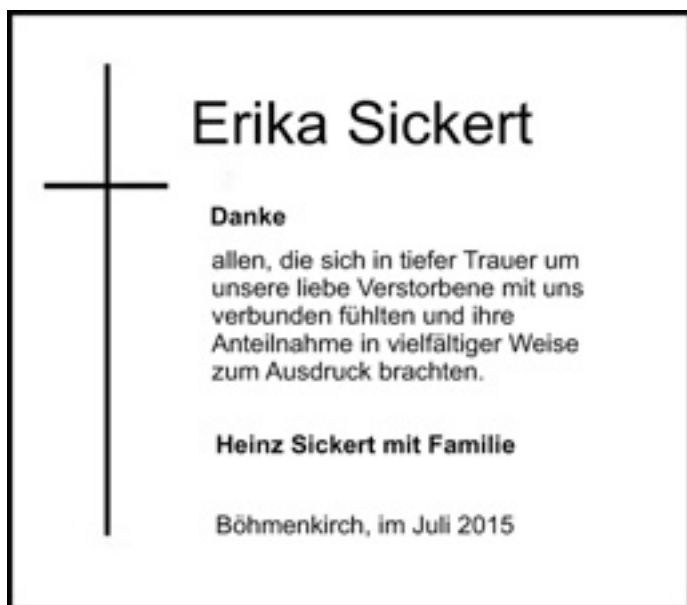 Erika Sickert
Danke
allen, die sich in tiefer Trauer um
unsere liebe Verstorbene mit uns
verbunden fühlten und ihre
Anteilnahme in vielfältiger Weise
zum Ausdruck brachten.
Heinz Sickert mit Familie
Böhmenkirch, im Juli 2015